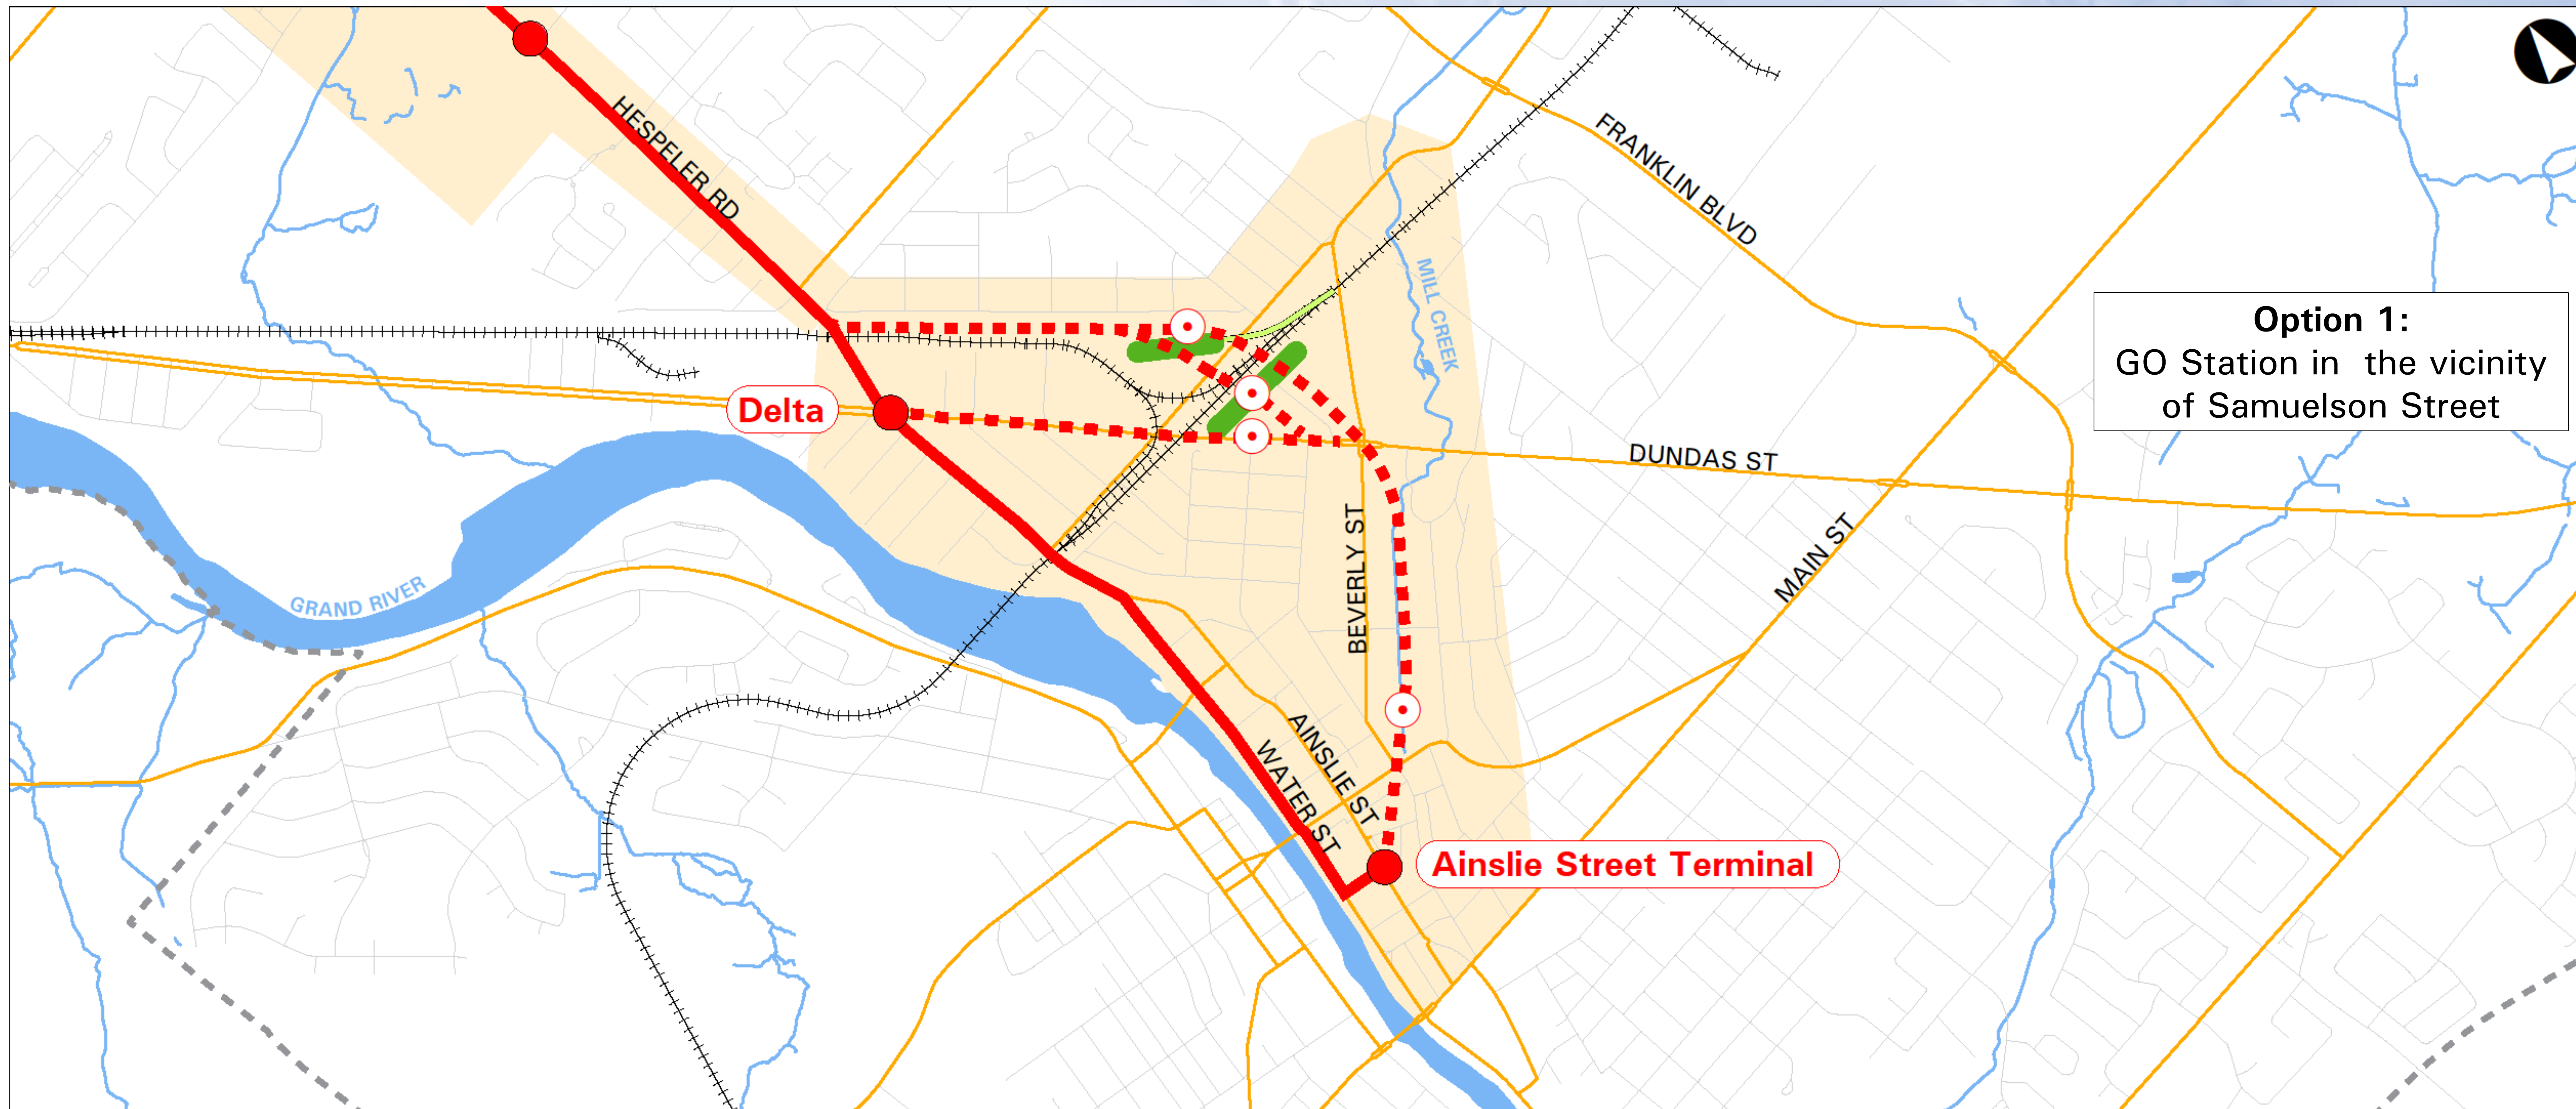 HESPELER RD
FRANKLIN BLVD
MILL CREEK
Option 1:
GO Station in the vicinity
of Samuelson Street
Delta
DUNDAS ST
BEVERLY ST
MAIN ST
GRAND RIVER
AINSLIE ST
WATER ST
Ainslie Street Terminal